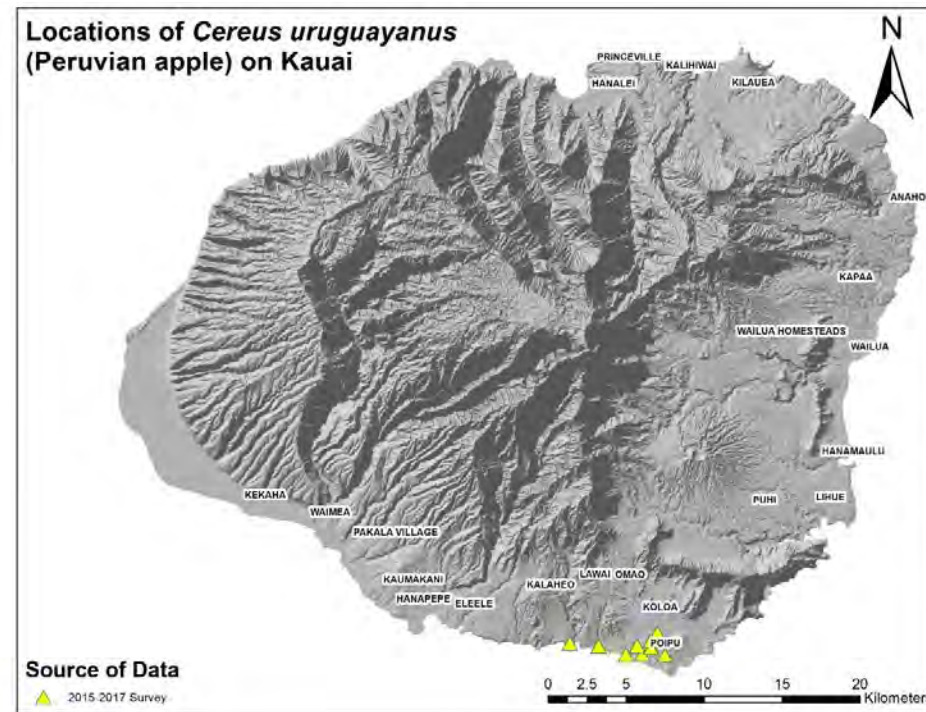 Locations of Cereus uruguayanus
(Peruvian apple) on Kauai
N
PRINCEVILLE
KALIHIWAI
HANALEI
KILAUEA
ANAHO
KAPAA
WAILUA HOMESTEADS
WAILUA
HANAMAULU
KEKAHA
PUHI
LIHUE
WAIMEA
PAKALA VILLAGE
KAUMAKANI
KALAHEO
LAWAI
OMAO
HANAPEPE
ELEELE
KOLOA
POIPU
Source of Data
2015-2017 Survey
0 2.5 5 10 15 20
Kilometers